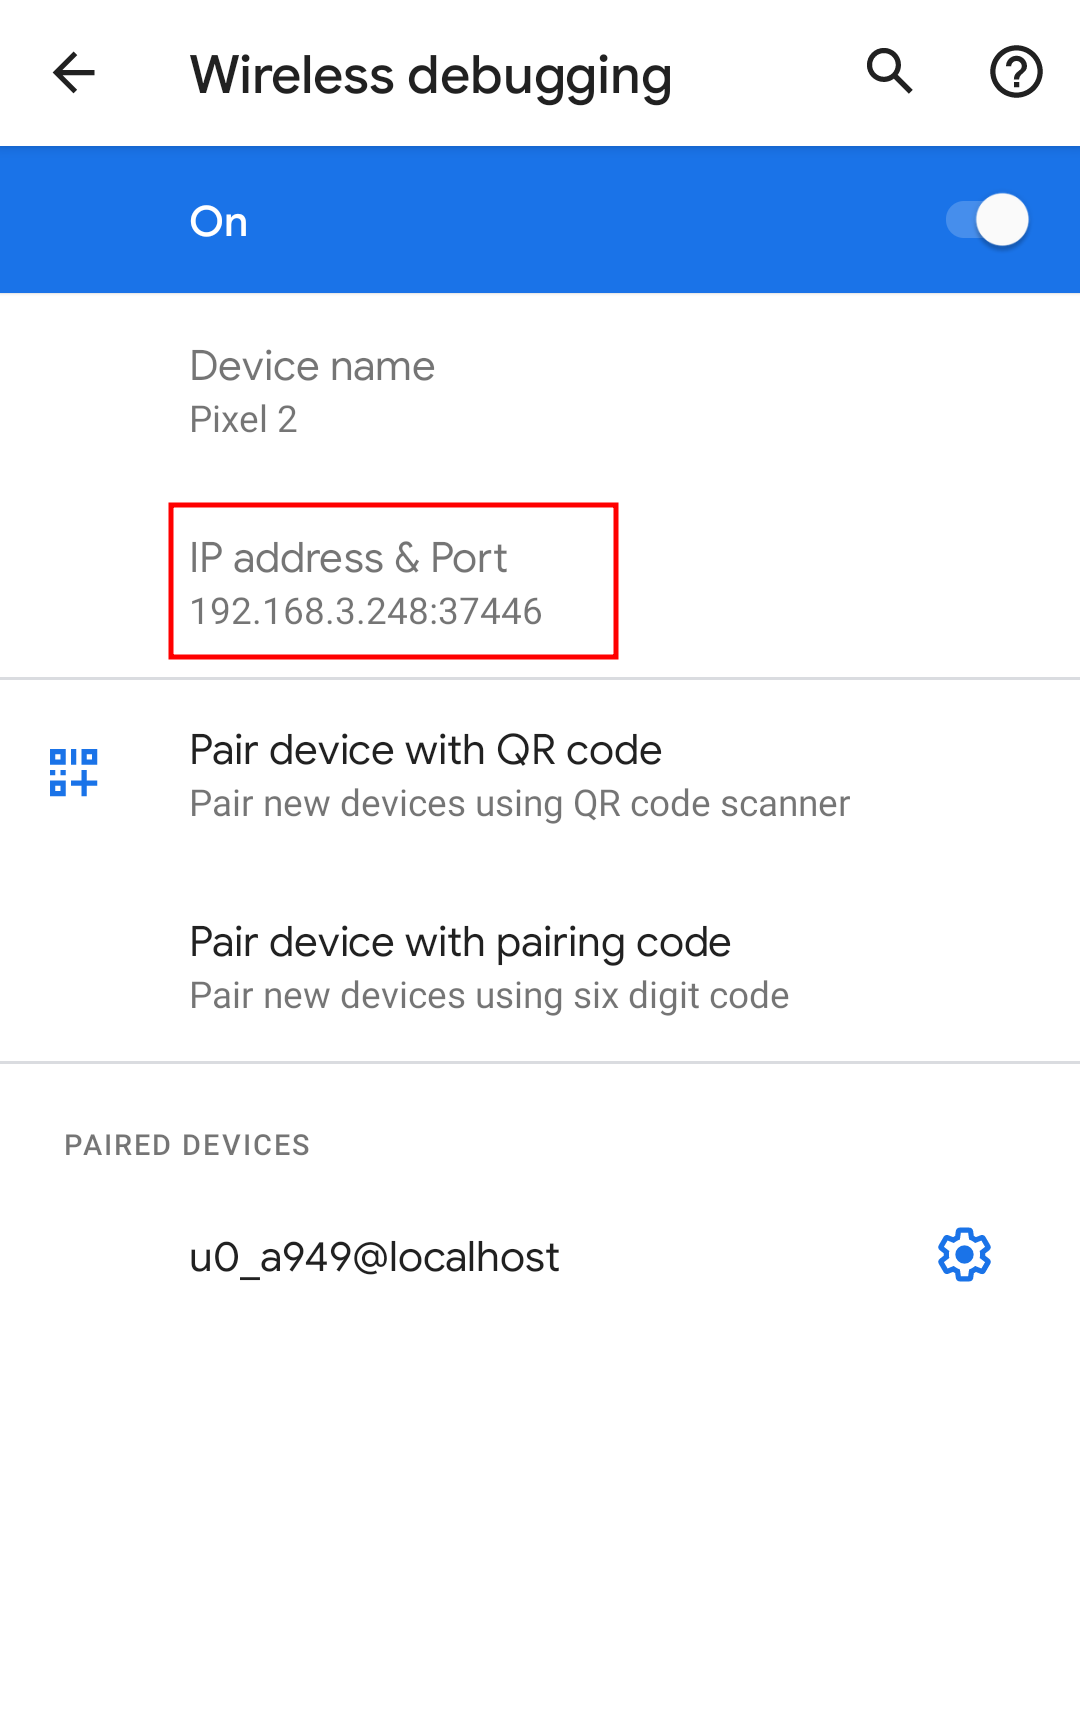 Wireless debugging
On
Device name
Pixel 2
IP address & Port
192.168.3.248:37446
Pair device with QR code
Pair new devices using QR code scanner
Pair device with pairing code
Pair new devices using six digit code
PAIRED DEVICES
u0_a949@localhost